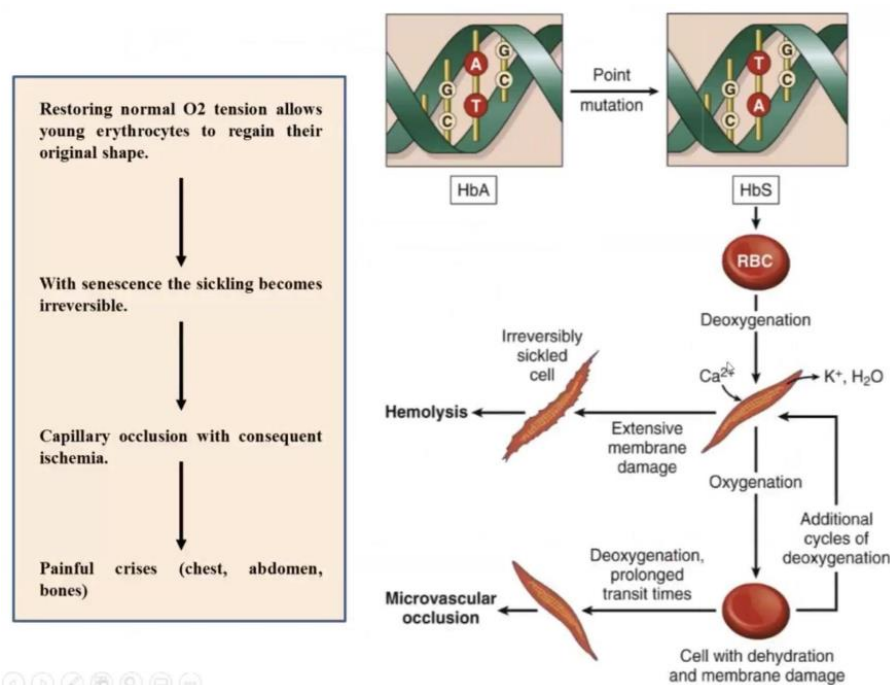 Restoring normal O2 tension allows
young erythrocytes to regain their
original shape.
With senescence the sickling becomes
irreversible.
Capillary occlusion with consequent
ischemia.
Painful crises (chest, abdomen,
bones)
A
G
T
C
G
C
HbA
Point
mutation
T
G
A
C
G
C
HbS
RBC
Deoxygenation
Irreversibly
sickled
cell
Ca2+
K+, H2O
Hemolysis
Extensive
membrane
damage
Oxygenation
Additional
cycles of
deoxygenation
Deoxygenation,
prolonged
transit times
Microvascular
occlusion
Cell with dehydration
and membrane damage